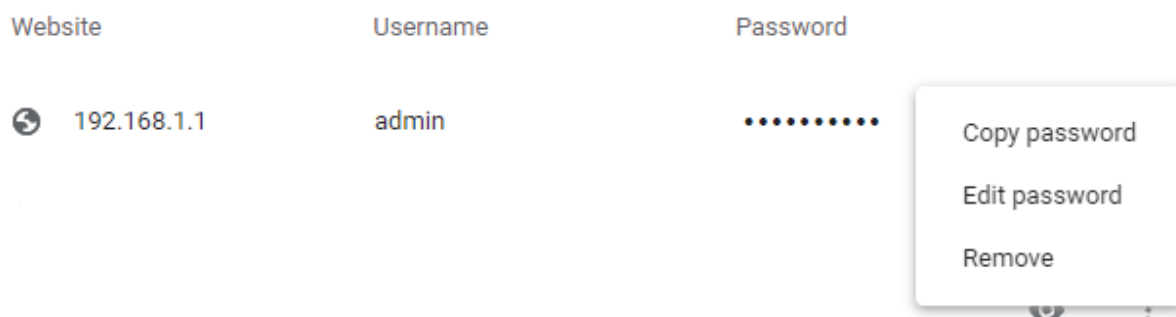 Website Username Password
192.168.1.1 admin ••••••••••
Copy password
Edit password
Remove